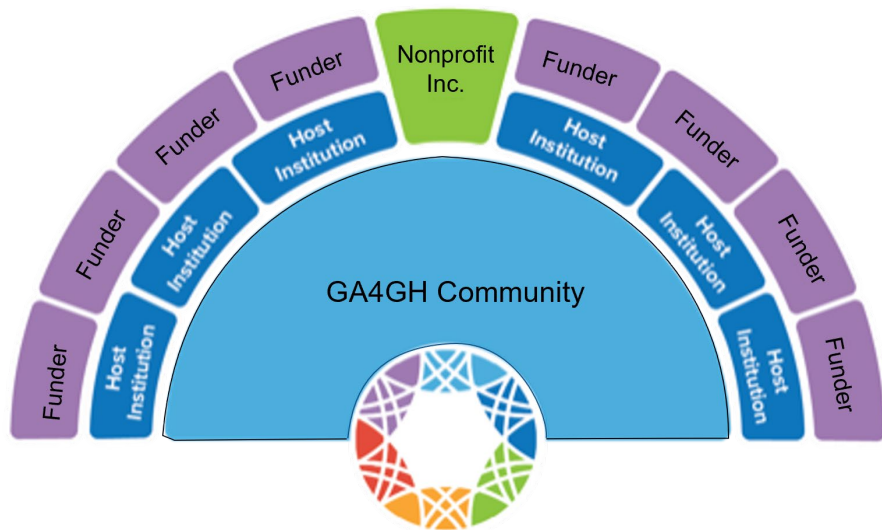 Nonprofit
Inc.
Funder
Funder
Funder
Funder
Funder
Funder
Funder
Funder
Host
Institution
Host
Institution
Host
Institution
Host
Institution
Host
Institution
Host
Institution
GA4GH Community